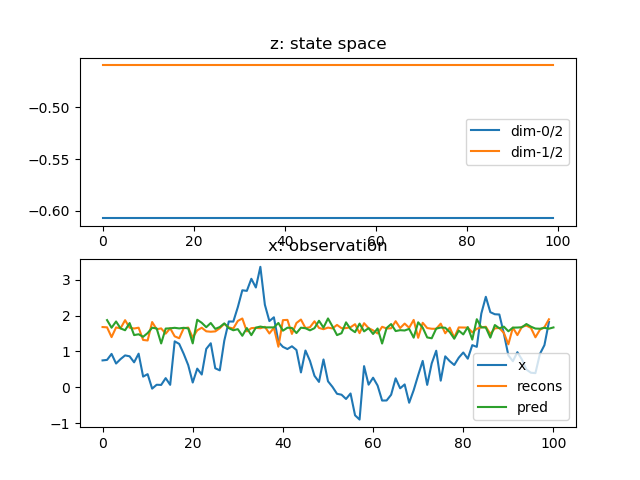 z: state space
−0.50
−0.55
−0.60
dim-0/2
dim-1/2
0 20 40 60 80 100
x: observation
3
2
1
0
−1
x
recons
pred
0 20 40 60 80 100